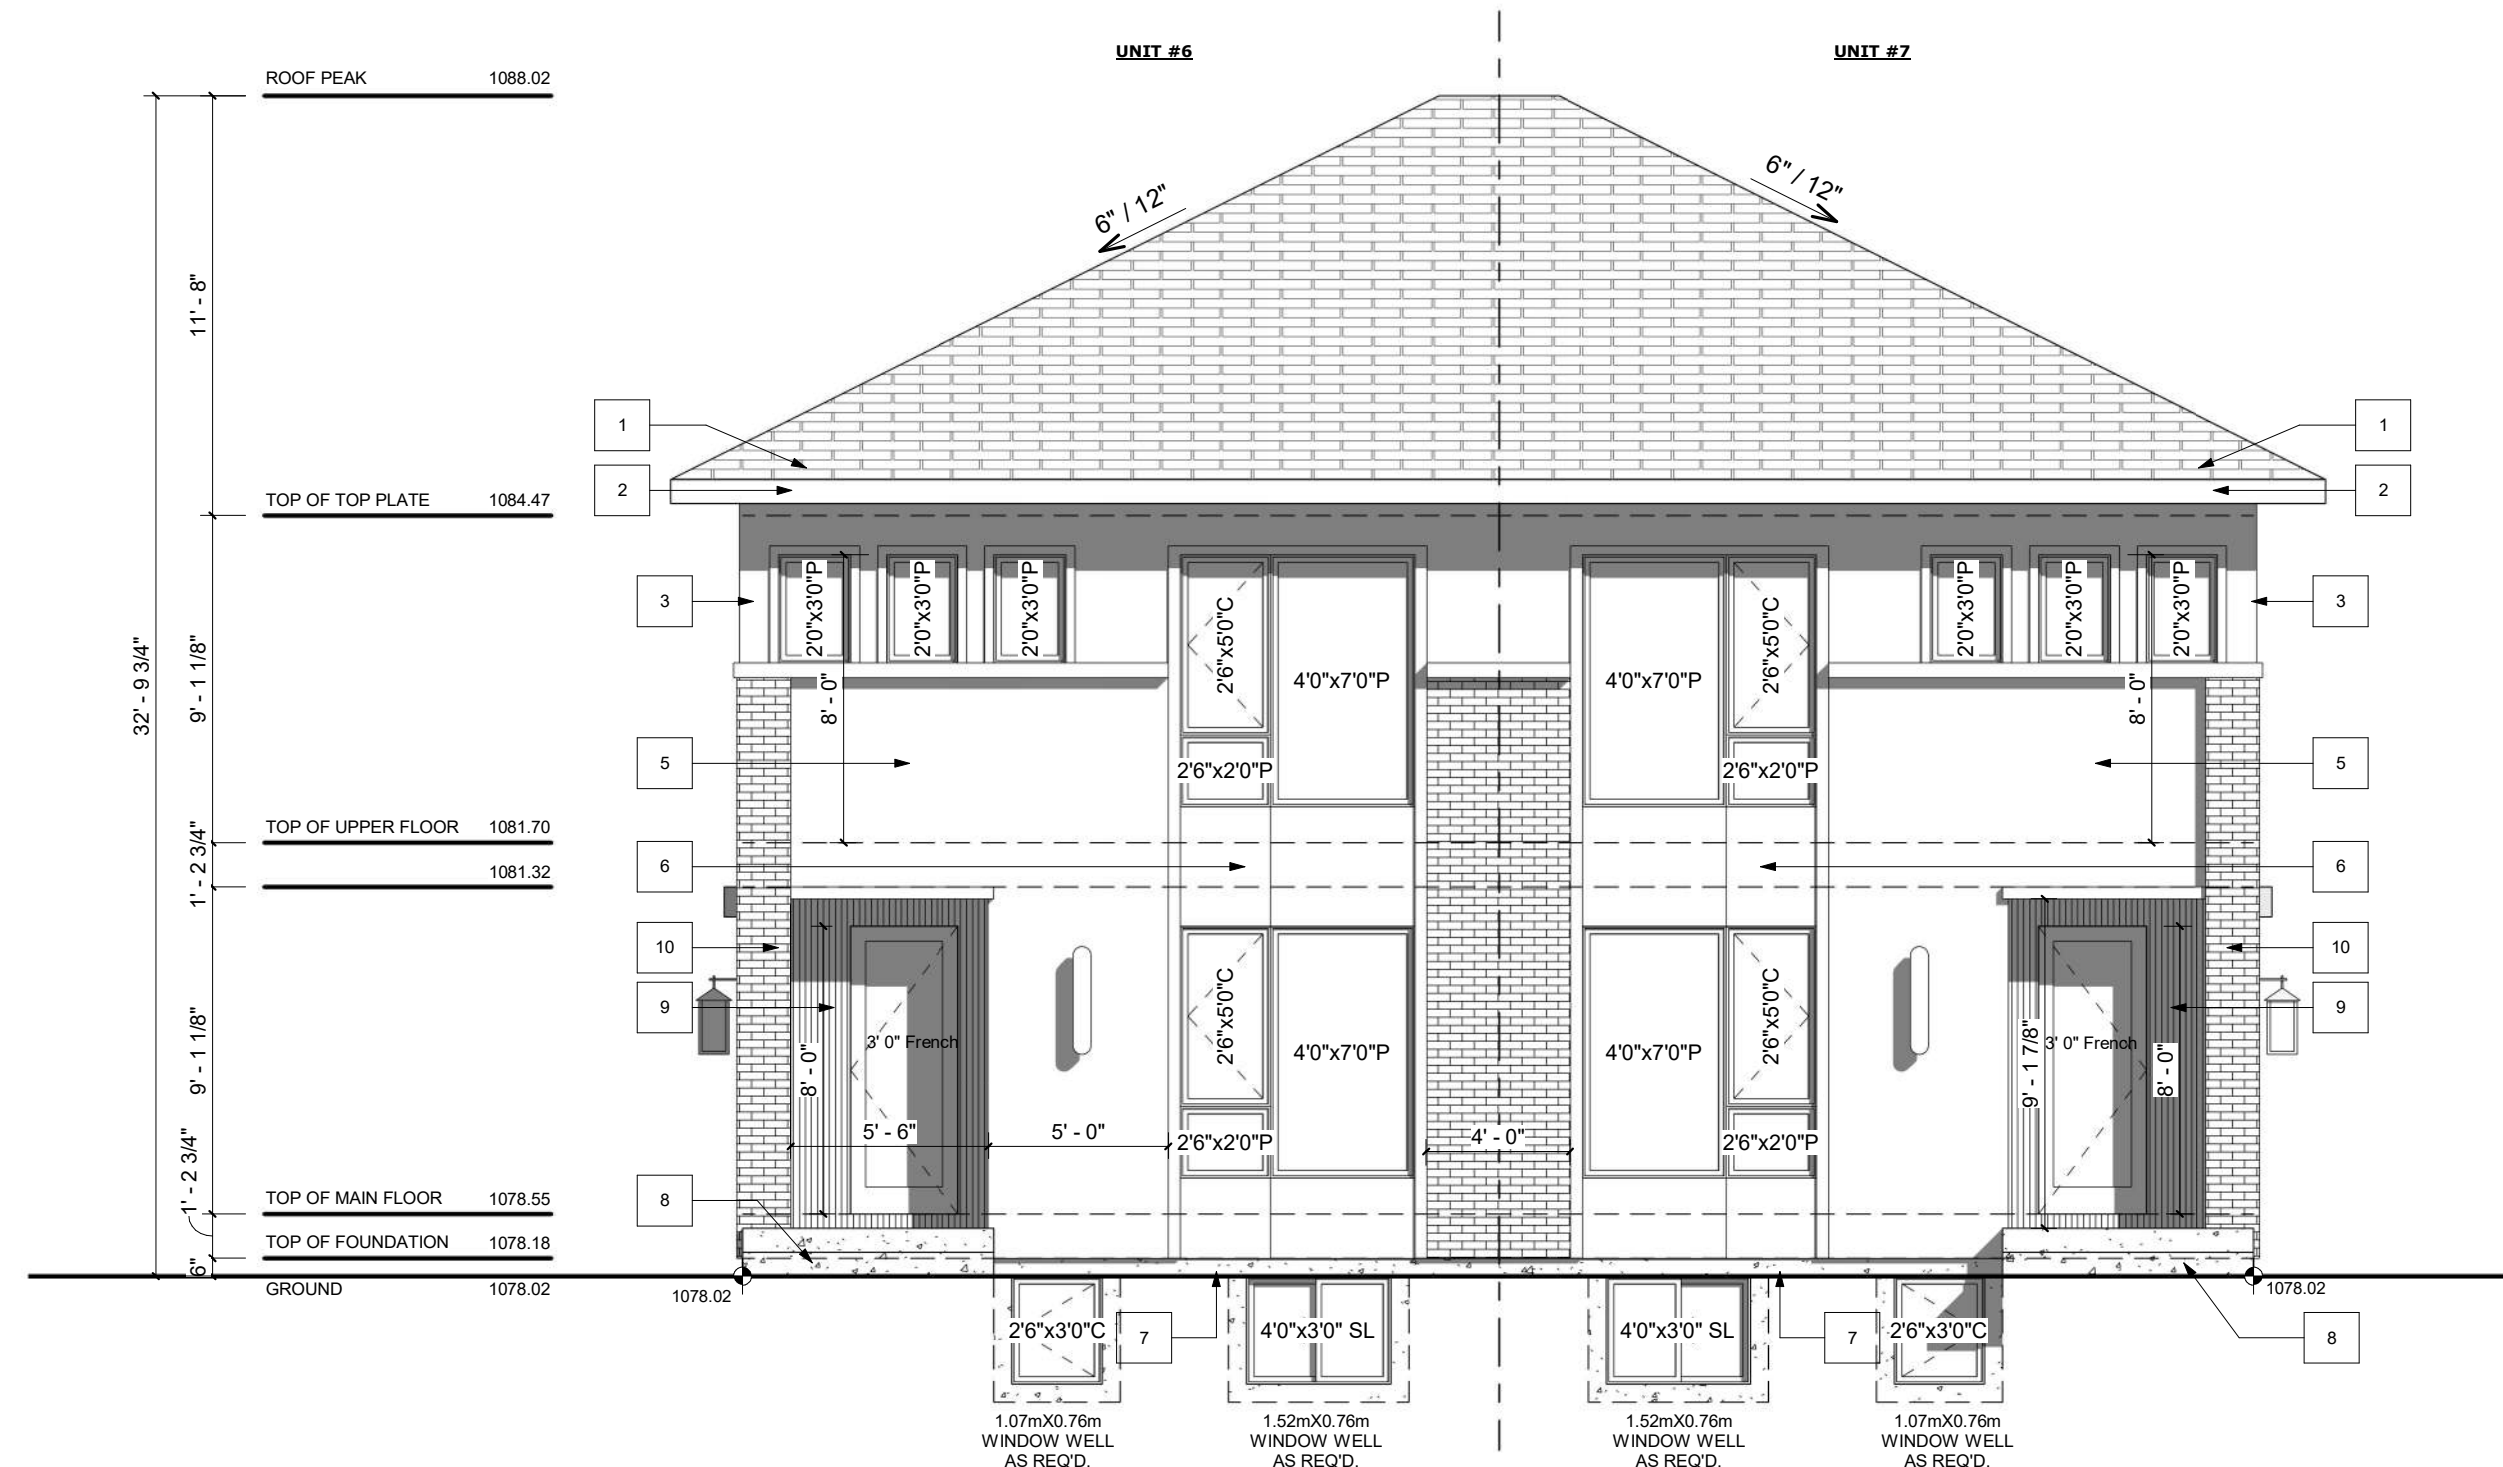 UNIT #6
UNIT #7
ROOF PEAK 1088.02
6" / 12"
6" / 12"
11' - 8"
1
1
2
2
TOP OF TOP PLATE 1084.47
2'0"x3'0"P
2'0"x3'0"P
2'0"x3'0"P
2'0"x3'0"P
2'0"x3'0"P
2'0"x3'0"P
3
3
2'6"x5'0"C
2'6"x5'0"C
32' - 9 3/4"
9' - 1 1/8"
8' - 0"
4'0"x7'0"P
4'0"x7'0"P
8' - 0"
5
2'6"x2'0"P
2'6"x2'0"P
5
TOP OF UPPER FLOOR 1081.70
1' - 2 3/4"
1081.32
6
6
10
10
9
9
9' - 1 1/8"
8' - 0"
3' 0" French
2'6"x5'0"C
4'0"x7'0"P
4'0"x7'0"P
2'6"x5'0"C
9' - 1 7/8"
3' 0" French
8' - 0"
5' - 6"
5' - 0"
2'6"x2'0"P
4' - 0"
2'6"x2'0"P
1' - 2 3/4"
8
TOP OF MAIN FLOOR 1078.55
TOP OF FOUNDATION 1078.18
6"
GROUND 1078.02
1078.02
1078.02
2'6"x3'0"C
7
4'0"x3'0" SL
4'0"x3'0" SL
7
2'6"x3'0"C
8
1.07mX0.76m
WINDOW WELL
AS REQ'D.
1.52mX0.76m
WINDOW WELL
AS REQ'D.
1.52mX0.76m
WINDOW WELL
AS REQ'D.
1.07mX0.76m
WINDOW WELL
AS REQ'D.